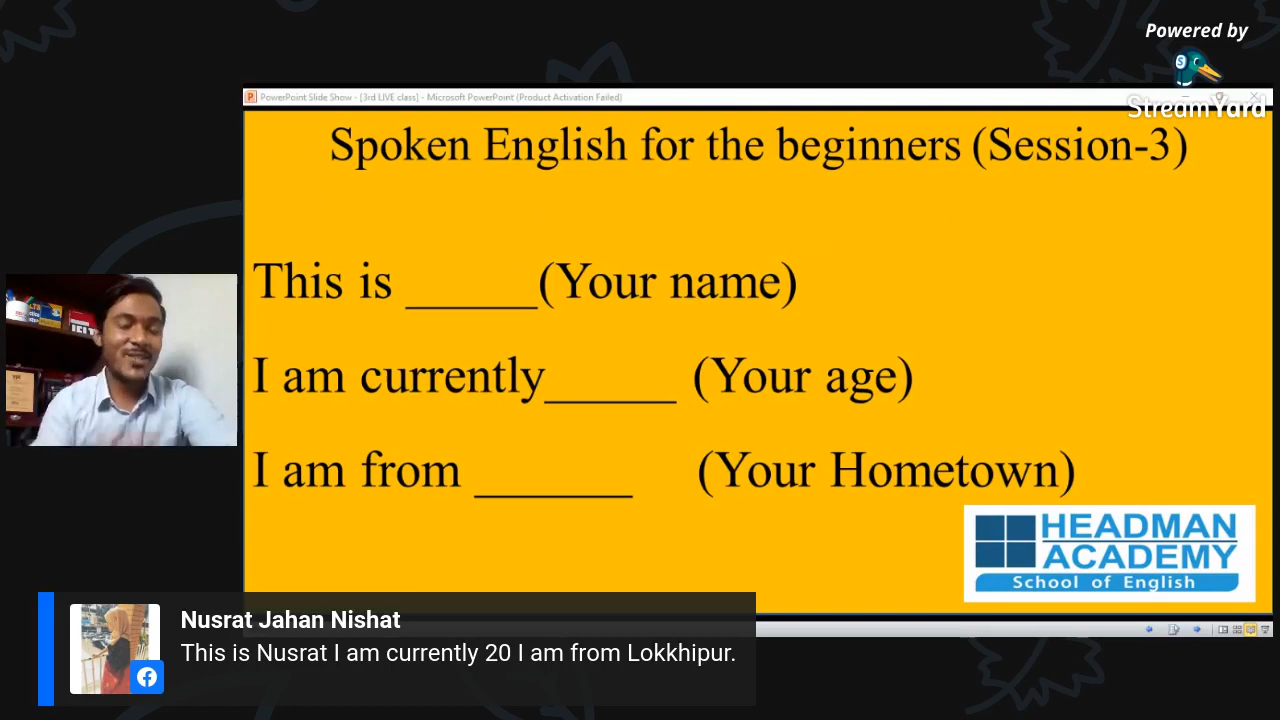 Powered by
StreamYard
PowerPoint Slide Show - [3rd LIVE class] - Microsoft PowerPoint (Product Activation Failed)
Spoken English for the beginners (Session-3)
This is _____(Your name)
I am currently_____ (Your age)
I am from ______ (Your Hometown)
HEADMAN
ACADEMY
School of English
Nusrat Jahan Nishat
This is Nusrat I am currently 20 I am from Lokkhipur.